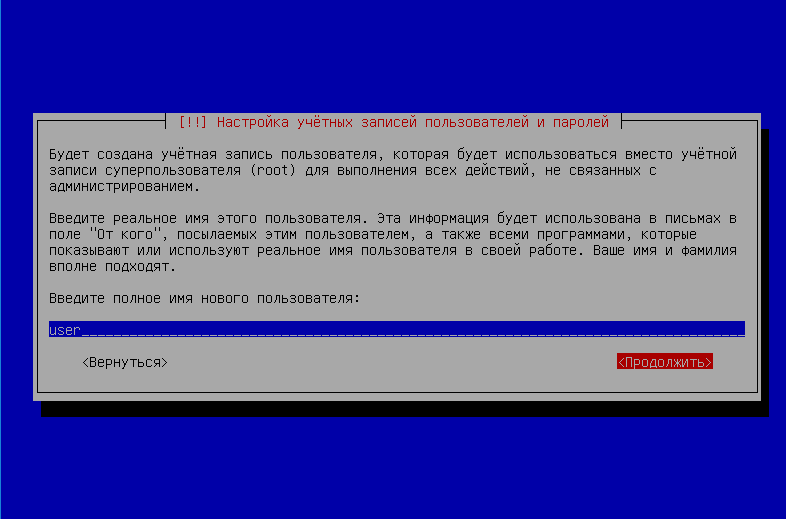 [!!] Настройка учётных записей пользователей и паролей
Будет создана учётная запись пользователя, которая будет использоваться вместо учётной
записи суперпользователя (root) для выполнения всех действий, не связанных с
администрированием.
Введите реальное имя этого пользователя. Эта информация будет использована в письмах в
поле "От кого", посылаемых этим пользователем, а также всеми программами, которые
показывают или используют реальное имя пользователя в своей работе. Ваше имя и фамилия
вполне подходят.
Введите полное имя нового пользователя:
user
<Вернуться> <Продолжить>